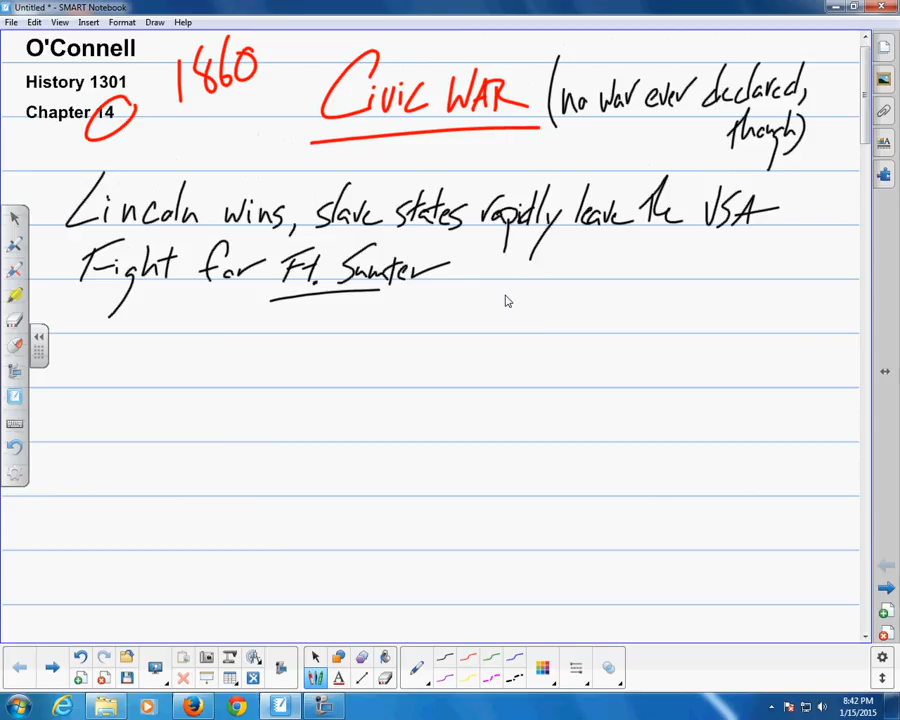 Untitled * - SMART Notebook
File Edit View Insert Format Draw Help
O'Connell
History 1301
Chapter 14
1860
Civic WAR (no war ever declared,
though)
Lincoln wins, slave states rapidly leave the USA
Fight for Ft. Sumter
8:42 PM
1/15/2015